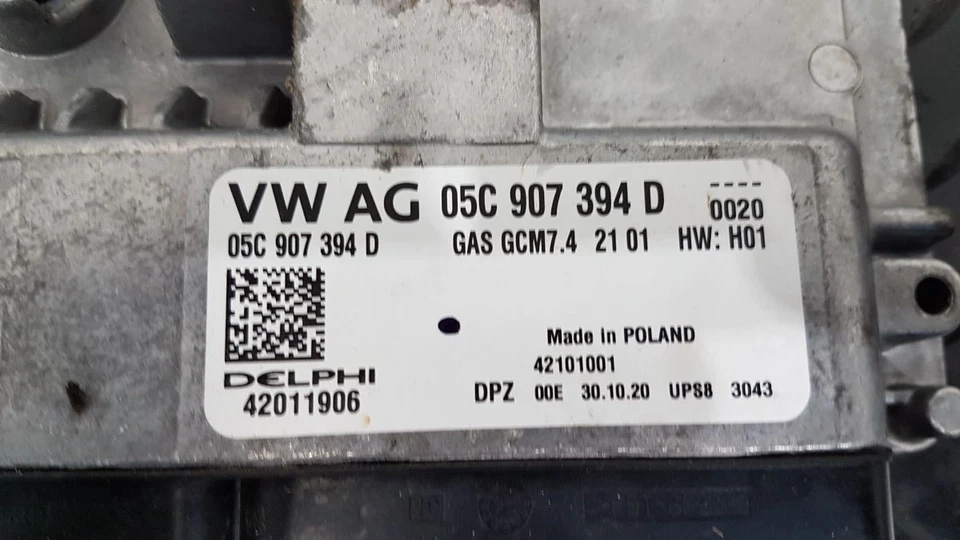 VW AG 05C 907 394 D ---- 0020
05C 907 394 D GAS GCM7.4 21 01 HW: H01
Made in POLAND
DELPHI 42101001
42011906 DPZ 00E 30.10.20 UPS8 3043